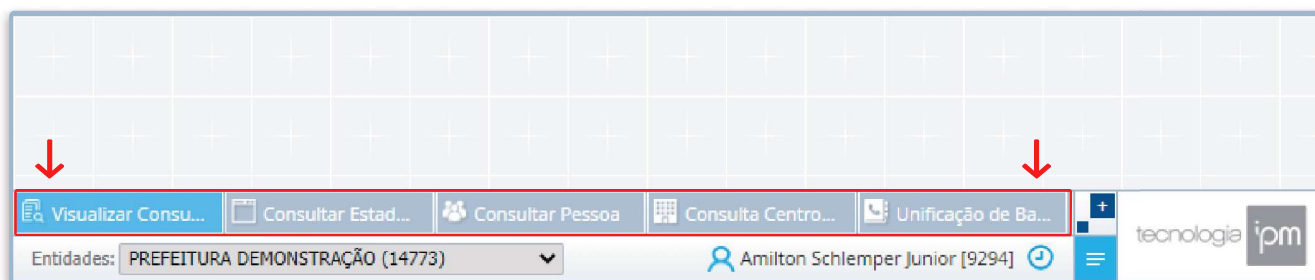 Visualizar Consu... Consultar Estad... Consultar Pessoa Consulta Centro... Unificação de Ba... +
Entidades: PREFEITURA DEMONSTRAÇÃO (14773) Amilton Schlemper Junior [9294]
tecnologia ipm